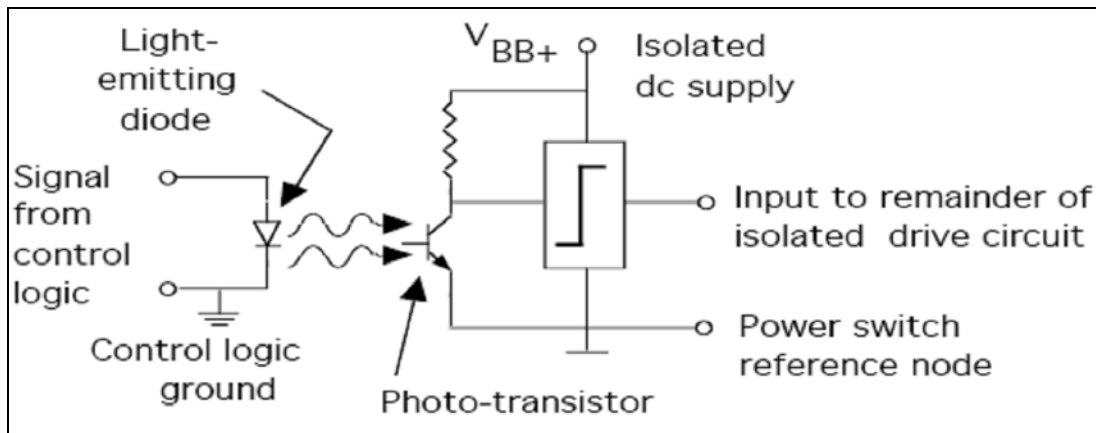 Light-
emitting
diode
V
BB+
Isolated
dc supply
Signal
from
control
logic
Input to remainder of
isolated drive circuit
Control logic
ground
Photo-transistor
Power switch
reference node